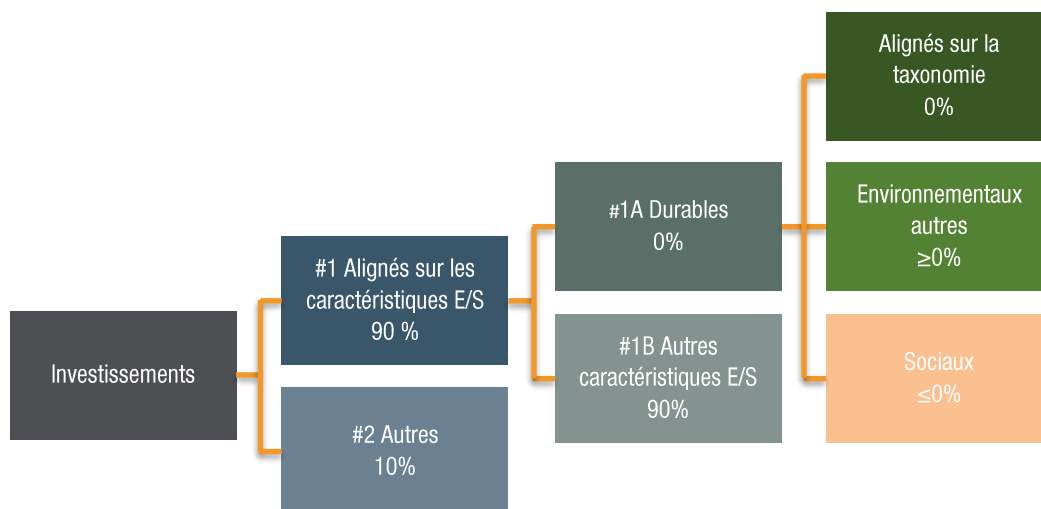 Investissements
#1 Alignés sur les
caractéristiques E/S
90 %
#2 Autres
10%
#1A Durables
0%
#1B Autres
caractéristiques E/S
90%
Alignés sur la
taxonomie
0%
Environnementaux
autres
≥0%
Sociaux
≤0%